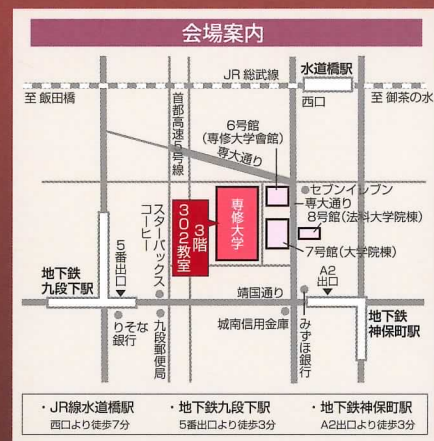 会場案内
JR 総武線
水道橋駅
至 飯田橋
西口
至 御茶の水
首都高速5号線
6号館
(専修大学會館)
専大通り
セブンイレブン
専大通り
8号館(法科大学院棟)
専修大学
3階
302教室
7号館(大学院棟)
スターバックス
コーヒー
5番出口
地下鉄
九段下駅
靖国通り
A2
出口
りそな
銀行
九段郵便局
城南信用金庫
みずほ銀行
地下鉄
神保町駅
・JR線水道橋駅
西口より徒歩7分
・地下鉄九段下駅
5番出口より徒歩3分
・地下鉄神保町駅
A2出口より徒歩3分